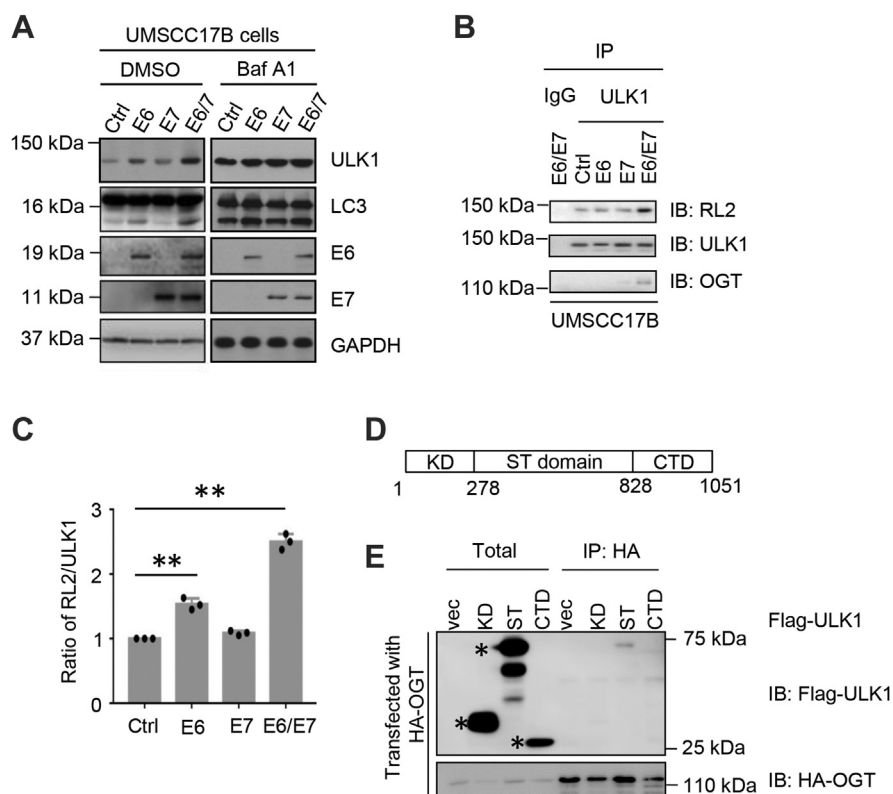 A
UMSCC17B cells
DMSO
Baf A1
Ctrl E6 E7 E6/7 Ctrl E6 E7 E6/7
150 kDa
ULK1
16 kDa
LC3
19 kDa
E6
11 kDa
E7
37 kDa
GAPDH
B
IP
IgG ULK1
E6/E7 Ctrl E6 E7 E6/E7
150 kDa IB: RL2
150 kDa IB: ULK1
110 kDa IB: OGT
UMSCC17B
C
Ratio of RL2/ULK1
3
2
1
0
**
**
Ctrl E6 E7 E6/E7
D
KD ST domain CTD
1 278 828 1051
E
Total IP: HA
vec KD ST CTD vec KD ST CTD
Flag-ULK1
Transfected with
HA-OGT
* * *
75 kDa
IB: Flag-ULK1
25 kDa
110 kDa IB: HA-OGT